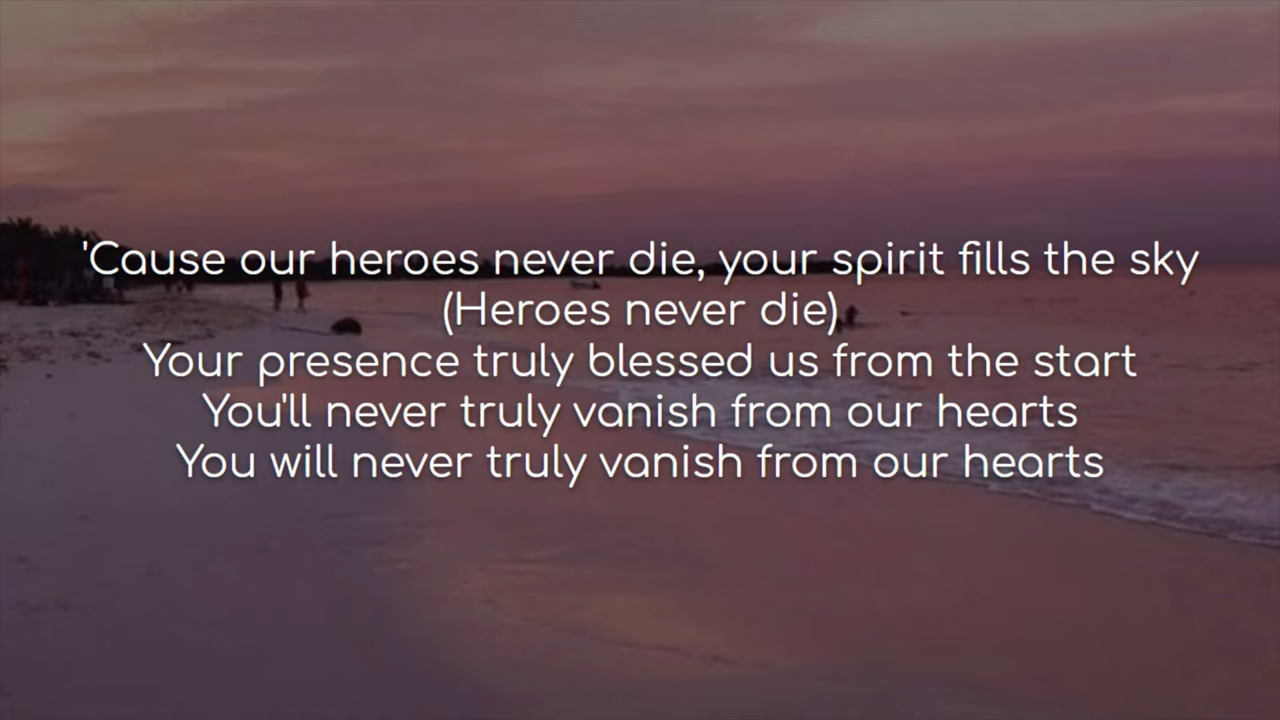 'Cause our heroes never die, your spirit fills the sky
(Heroes never die)
Your presence truly blessed us from the start
You'll never truly vanish from our hearts
You will never truly vanish from our hearts